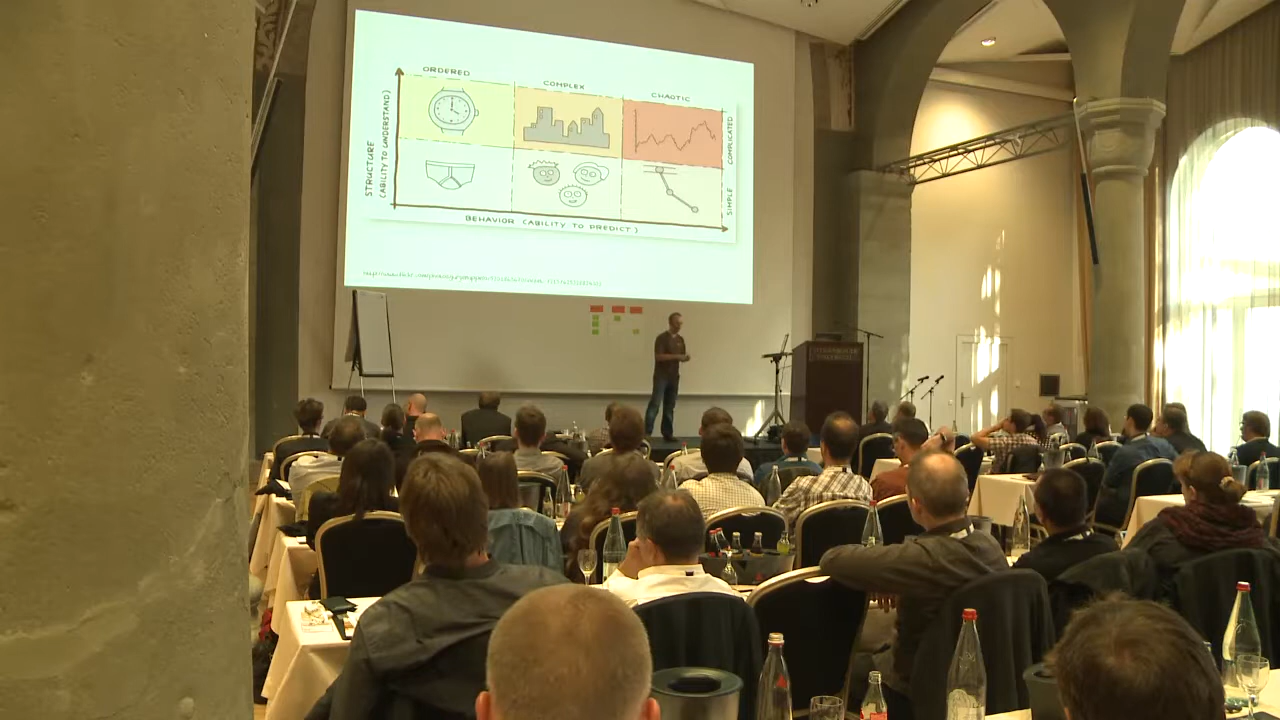 ORDERED
COMPLEX
CHAOTIC
STRUCTURE
(ABILITY TO UNDERSTAND)
COMPLICATED
SIMPLE
BEHAVIOR (ABILITY TO PREDICT)